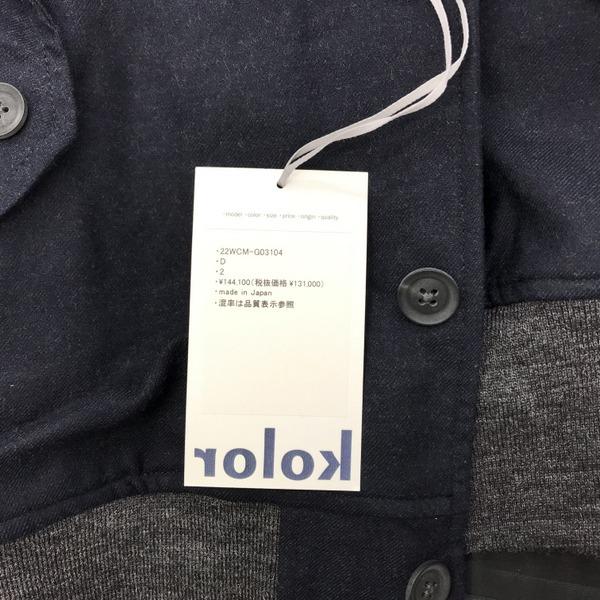 ・model ・color ・size ・price ・origin ・quality
・22WCM-G03104
・D
・2
・¥144,100(税抜価格 ¥131,000)
・made in Japan
・混率は品質表示参照
kolor